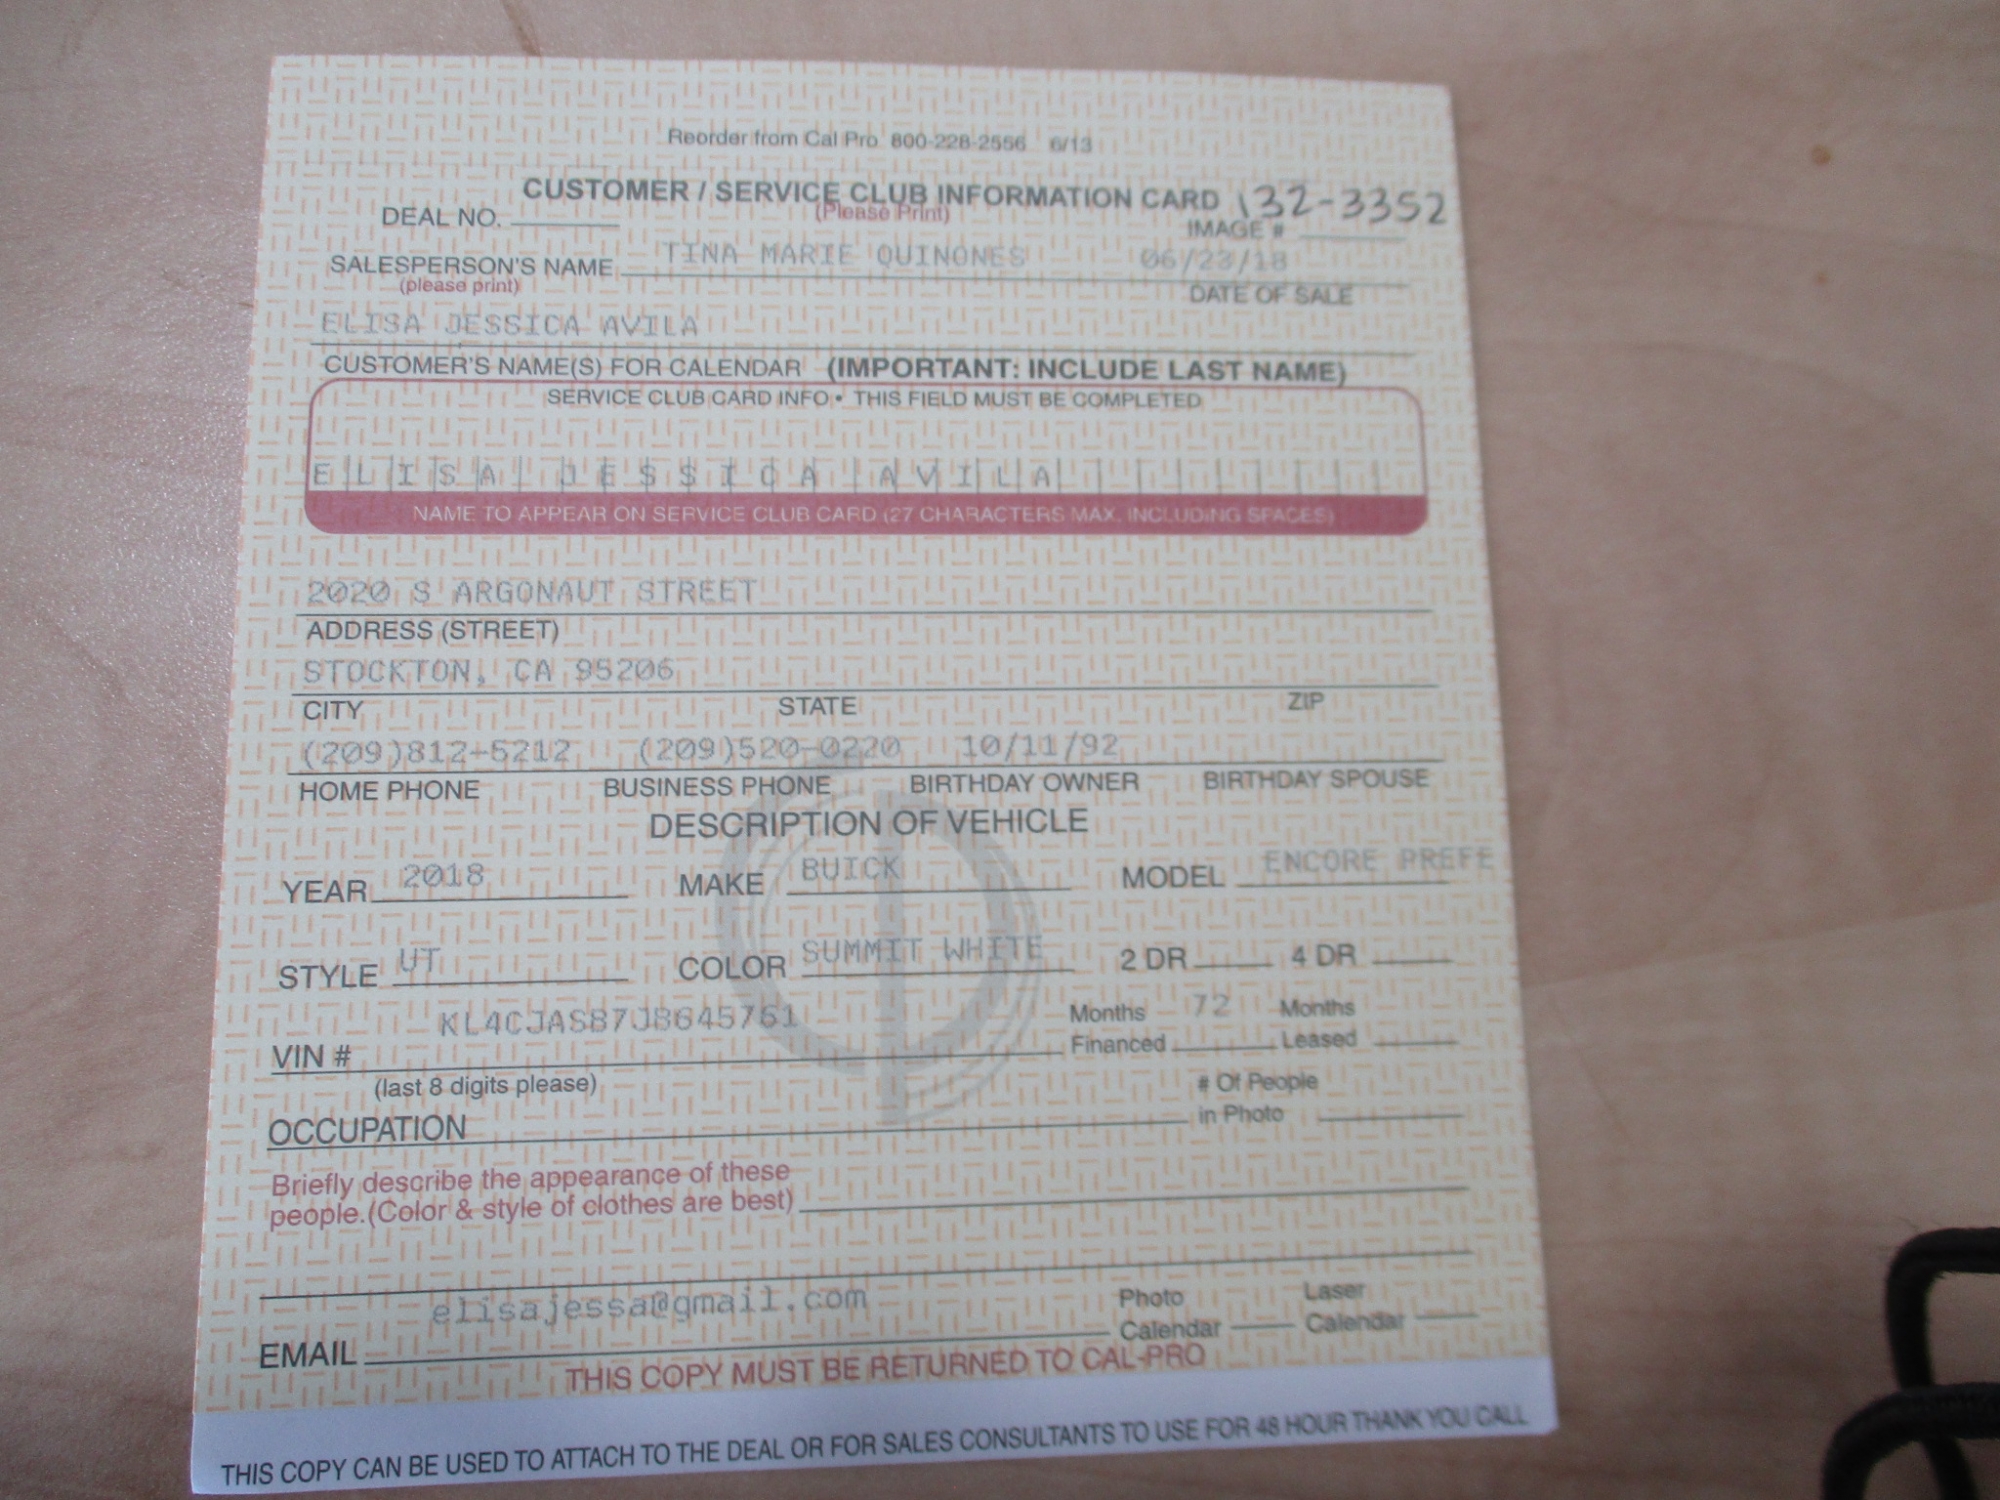 Reorder from Cal Pro 800-228-2556 6/13
CUSTOMER / SERVICE CLUB INFORMATION CARD 132-3352
DEAL NO. (Please Print) IMAGE #
SALESPERSON'S NAME TINA MARIE QUINONES 06/23/18
(please print) DATE OF SALE
ELISA JESSICA AVILA
CUSTOMER'S NAME(S) FOR CALENDAR (IMPORTANT: INCLUDE LAST NAME)
SERVICE CLUB CARD INFO • THIS FIELD MUST BE COMPLETED
ELISA JESSICA AVILA
NAME TO APPEAR ON SERVICE CLUB CARD (27 CHARACTERS MAX. INCLUDING SPACES)
2020 S ARGONAUT STREET
ADDRESS (STREET)
STOCKTON, CA 95206
CITY STATE ZIP
(209)812-5212 (209)520-0220 10/11/92
HOME PHONE BUSINESS PHONE BIRTHDAY OWNER BIRTHDAY SPOUSE
DESCRIPTION OF VEHICLE
YEAR 2018 MAKE BUICK MODEL ENCORE PREFE
STYLE UT COLOR SUMMIT WHITE 2 DR 4 DR
KL4CJASB7JB645761 Months 72 Months
VIN # Financed Leased
(last 8 digits please) # Of People
OCCUPATION in Photo
Briefly describe the appearance of these
people.(Color & style of clothes are best)
elisajessa@gmail.com Photo Laser
EMAIL Calendar Calendar
THIS COPY MUST BE RETURNED TO CAL-PRO
THIS COPY CAN BE USED TO ATTACH TO THE DEAL OR FOR SALES CONSULTANTS TO USE FOR 48 HOUR THANK YOU CALL